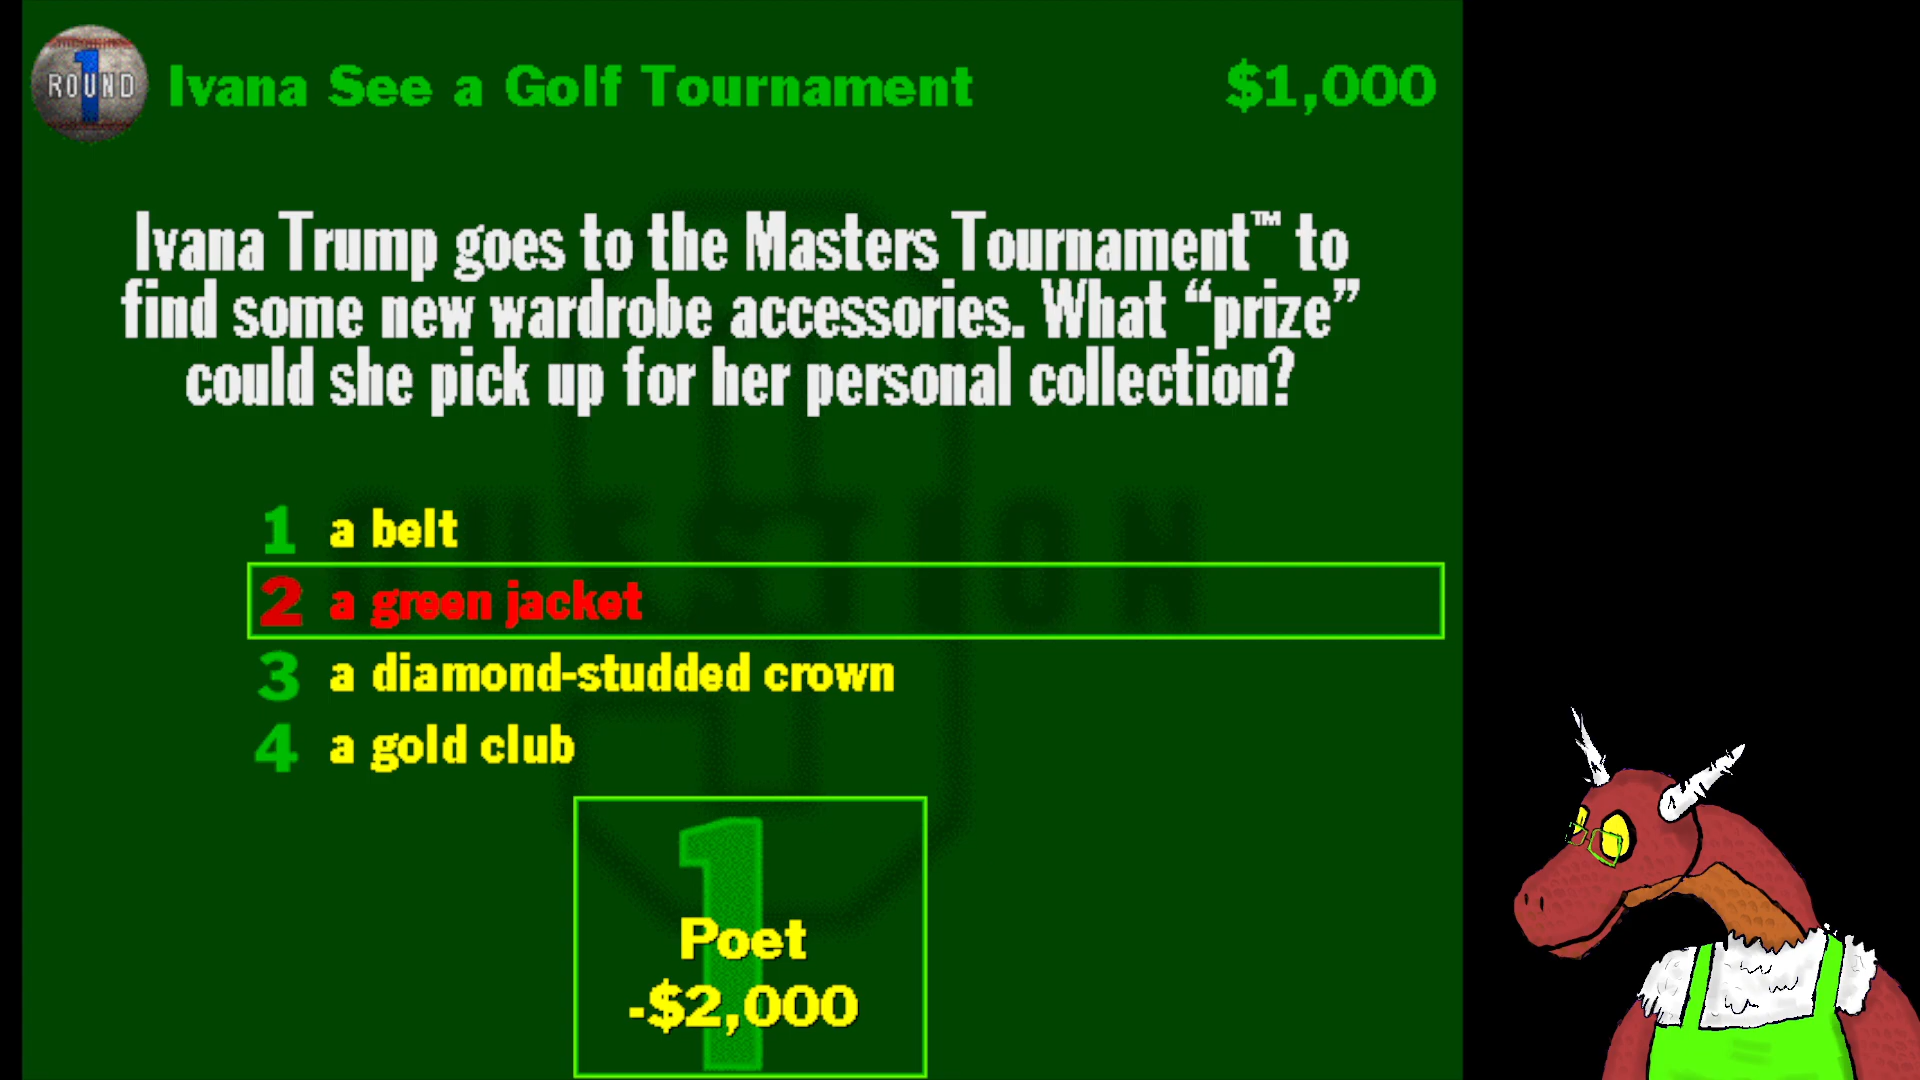 ROUND 1
Ivana See a Golf Tournament
$1,000
Ivana Trump goes to the Masters Tournament™ to
find some new wardrobe accessories. What “prize”
could she pick up for her personal collection?
QUESTION
1 a belt
2 a green jacket
3 a diamond-studded crown
4 a gold club
1
Poet
-$2,000